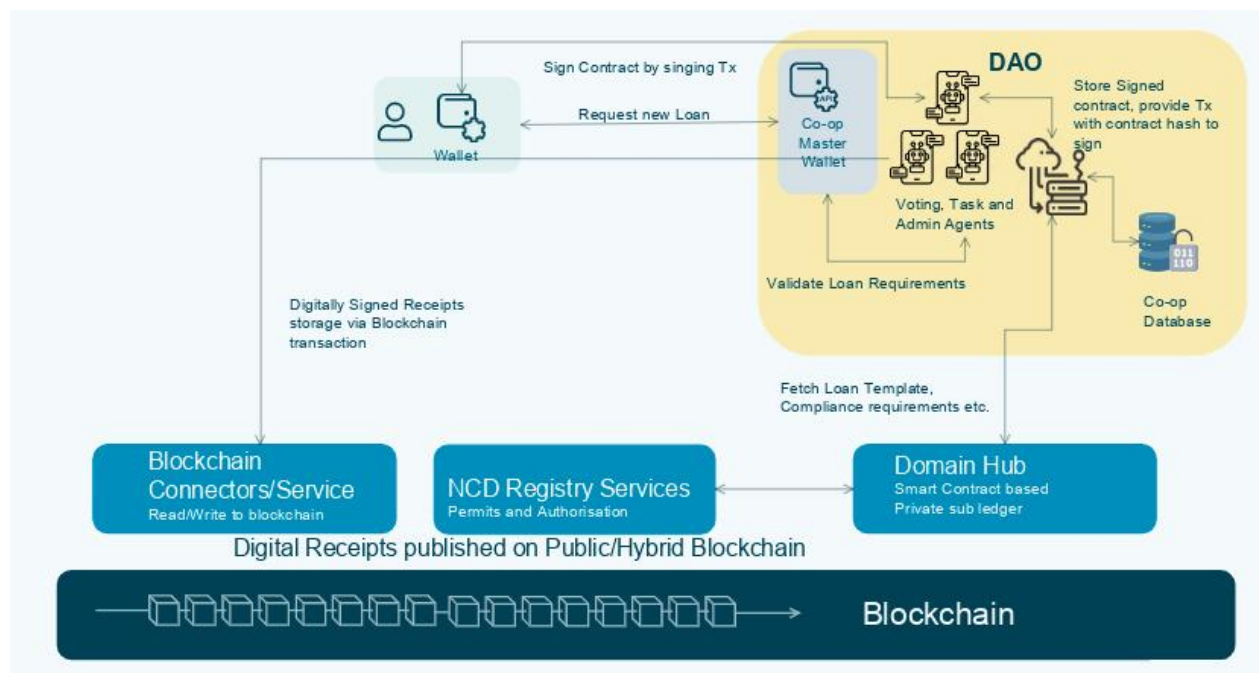 DAO
Sign Contract by singing Tx
Store Signed
contract, provide Tx
with contract hash to
sign
Request new Loan
API
Co-op
Master
Wallet
Wallet
Voting, Task and
Admin Agents
011
110
Validate Loan Requirements
Co-op
Database
Digitally Signed Receipts
storage via Blockchain
transaction
Fetch Loan Template,
Compliance requirements etc.
Blockchain
Connectors/Service
Read/Write to blockchain
NCD Registry Services
Permits and Authorisation
Domain Hub
Smart Contract based
Private sub ledger
Digital Receipts published on Public/Hybrid Blockchain
Blockchain